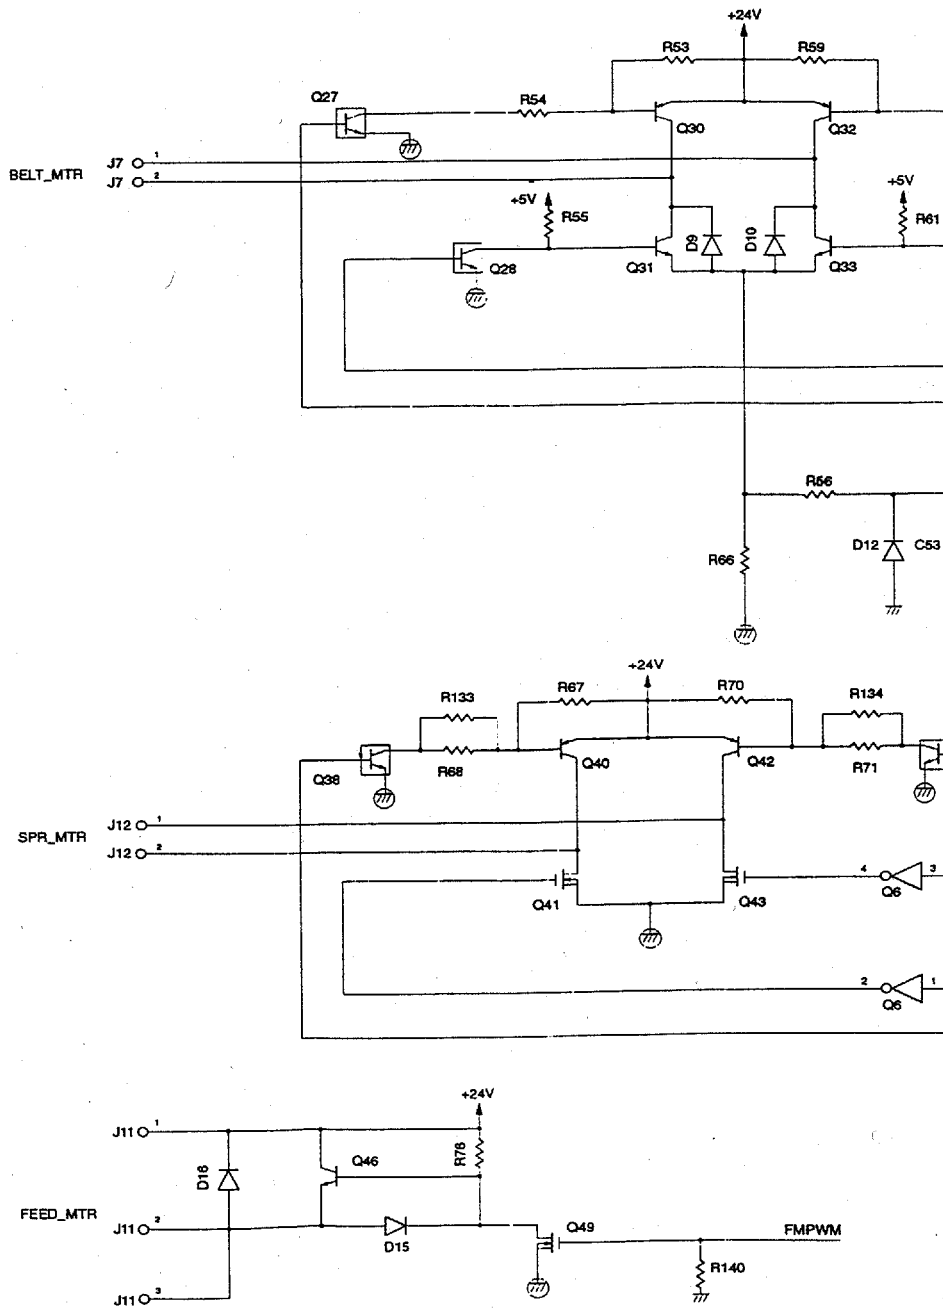 +24V
R53
R59
Q27
R54
Q30
Q32
J7
1
BELT_MTR
J7
2
+5V
R55
+5V
R61
D9
D10
Q28
Q31
Q33
R56
R66
D12
C53
+24V
R133
R67
R70
R134
Q38
R68
Q40
Q42
R71
J12
1
SPR_MTR
J12
2
Q41
Q43
4
Q6
3
2
Q6
1
+24V
J11
1
D16
Q46
R76
FEED_MTR
J11
2
D15
Q49
FMPWM
R140
J11
3